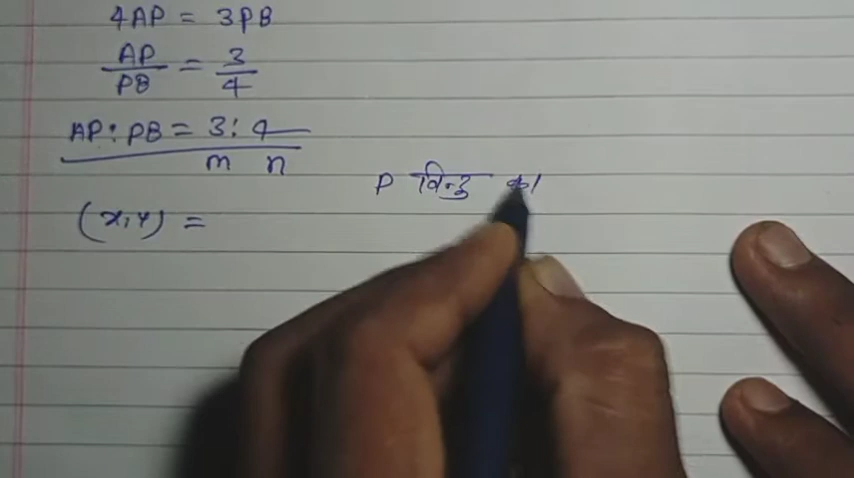 4AP = 3PB
AP/PB = 3/4
AP : PB = 3 : 4
m n
P विन्दु का
(x, y) =